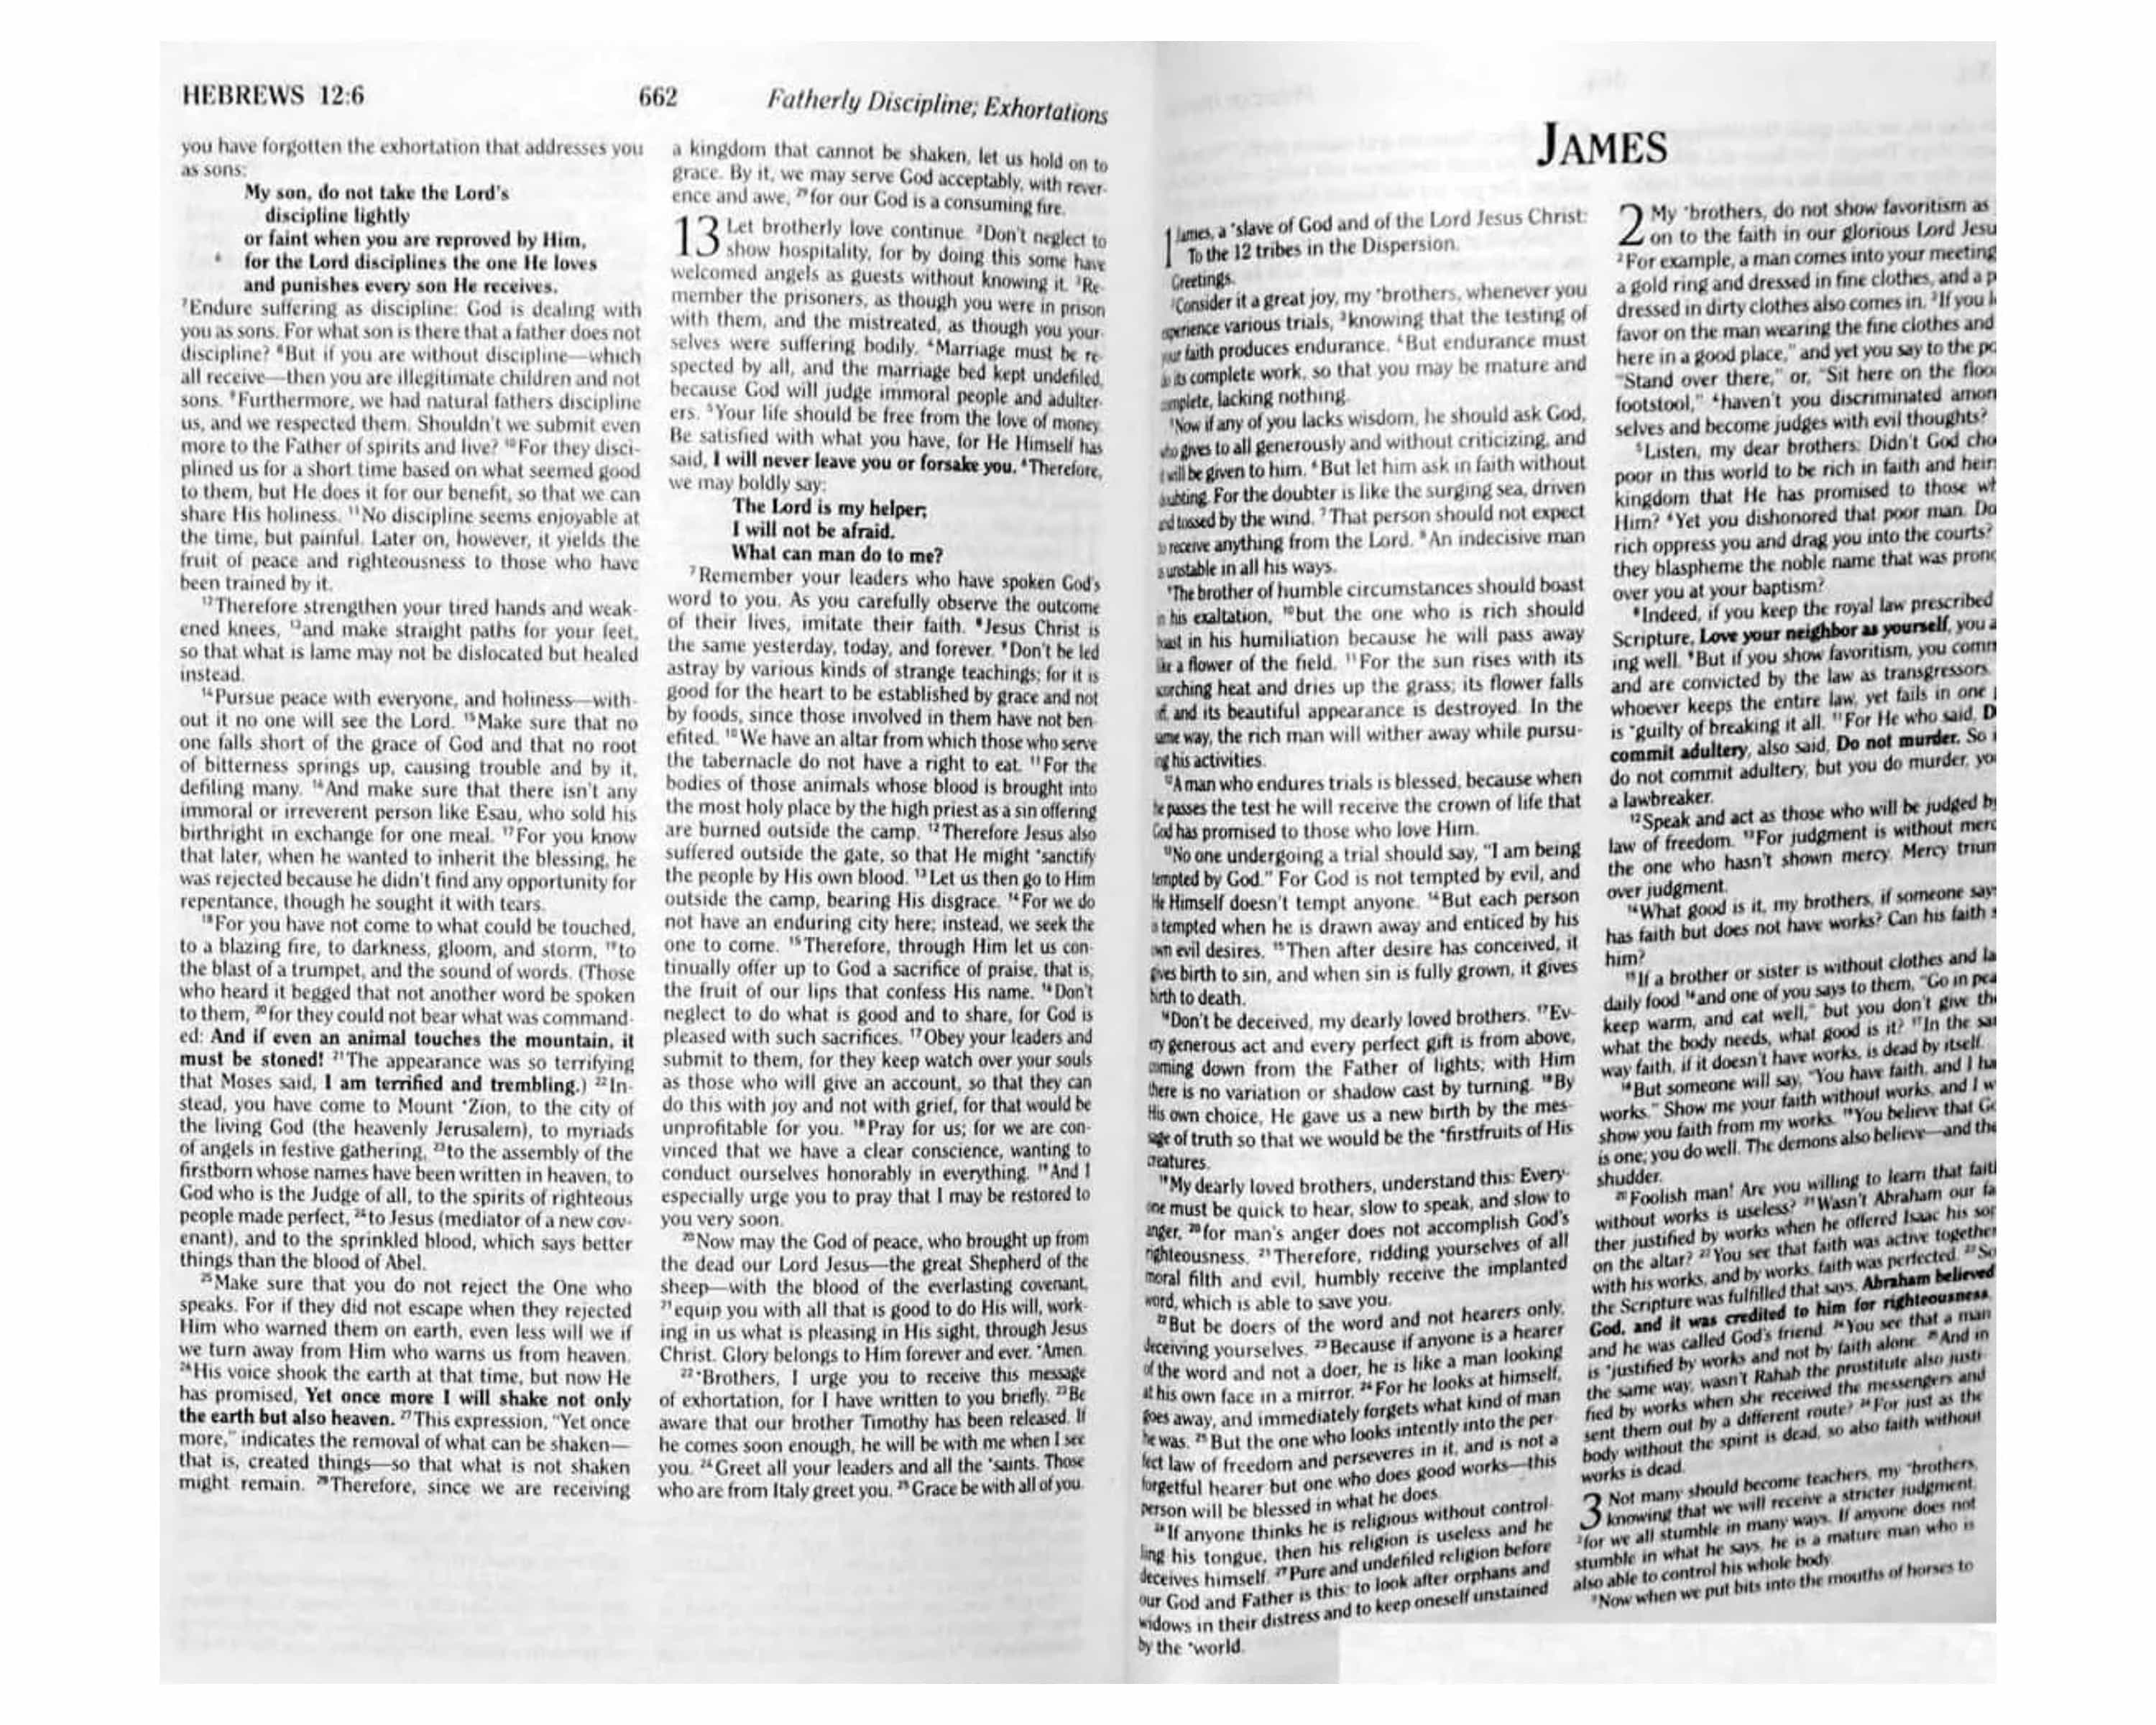 HEBREWS 12:6
662
Fatherly Discipline; Exhortations
you have forgotten the exhortation that addresses you
as sons:
My son, do not take the Lord's
discipline lightly
or faint when you are reproved by Him,
6 for the Lord disciplines the one He loves
and punishes every son He receives.
7Endure suffering as discipline: God is dealing with
you as sons. For what son is there that a father does not
discipline? 8But if you are without discipline—which
all receive—then you are illegitimate children and not
sons. 9Furthermore, we had natural fathers discipline
us, and we respected them. Shouldn't we submit even
more to the Father of spirits and live? 10For they disci-
plined us for a short time based on what seemed good
to them, but He does it for our benefit, so that we can
share His holiness. 11No discipline seems enjoyable at
the time, but painful. Later on, however, it yields the
fruit of peace and righteousness to those who have
been trained by it.
12Therefore strengthen your tired hands and weak-
ened knees, 13and make straight paths for your feet,
so that what is lame may not be dislocated but healed
instead.
14Pursue peace with everyone, and holiness—with-
out it no one will see the Lord. 15Make sure that no
one falls short of the grace of God and that no root
of bitterness springs up, causing trouble and by it,
defiling many. 16And make sure that there isn't any
immoral or irreverent person like Esau, who sold his
birthright in exchange for one meal. 17For you know
that later, when he wanted to inherit the blessing, he
was rejected because he didn't find any opportunity for
repentance, though he sought it with tears.
18For you have not come to what could be touched,
to a blazing fire, to darkness, gloom, and storm, 19to
the blast of a trumpet, and the sound of words. (Those
who heard it begged that not another word be spoken
to them, 20for they could not bear what was command-
ed: And if even an animal touches the mountain, it
must be stoned! 21The appearance was so terrifying
that Moses said, I am terrified and trembling.) 22In-
stead, you have come to Mount *Zion, to the city of
the living God (the heavenly Jerusalem), to myriads
of angels in festive gathering, 23to the assembly of the
firstborn whose names have been written in heaven, to
God who is the Judge of all, to the spirits of righteous
people made perfect, 24to Jesus (mediator of a new cov-
enant), and to the sprinkled blood, which says better
things than the blood of Abel.
25Make sure that you do not reject the One who
speaks. For if they did not escape when they rejected
Him who warned them on earth, even less will we if
we turn away from Him who warns us from heaven.
26His voice shook the earth at that time, but now He
has promised, Yet once more I will shake not only
the earth but also heaven. 27This expression, "Yet once
more," indicates the removal of what can be shaken—
that is, created things—so that what is not shaken
might remain. 28Therefore, since we are receiving
a kingdom that cannot be shaken, let us hold on to
grace. By it, we may serve God acceptably, with rever-
ence and awe, 29for our God is a consuming fire.
13 Let brotherly love continue. 2Don't neglect to
show hospitality, for by doing this some have
welcomed angels as guests without knowing it. 3Re-
member the prisoners, as though you were in prison
with them, and the mistreated, as though you your-
selves were suffering bodily. 4Marriage must be re-
spected by all, and the marriage bed kept undefiled,
because God will judge immoral people and adulter-
ers. 5Your life should be free from the love of money.
Be satisfied with what you have, for He Himself has
said, I will never leave you or forsake you. 6Therefore,
we may boldly say:
The Lord is my helper;
I will not be afraid.
What can man do to me?
7Remember your leaders who have spoken God's
word to you. As you carefully observe the outcome
of their lives, imitate their faith. 8Jesus Christ is
the same yesterday, today, and forever. 9Don't be led
astray by various kinds of strange teachings; for it is
good for the heart to be established by grace and not
by foods, since those involved in them have not ben-
efited. 10We have an altar from which those who serve
the tabernacle do not have a right to eat. 11For the
bodies of those animals whose blood is brought into
the most holy place by the high priest as a sin offering
are burned outside the camp. 12Therefore Jesus also
suffered outside the gate, so that He might *sanctify
the people by His own blood. 13Let us then go to Him
outside the camp, bearing His disgrace. 14For we do
not have an enduring city here; instead, we seek the
one to come. 15Therefore, through Him let us con-
tinually offer up to God a sacrifice of praise, that is,
the fruit of our lips that confess His name. 16Don't
neglect to do what is good and to share, for God is
pleased with such sacrifices. 17Obey your leaders and
submit to them, for they keep watch over your souls
as those who will give an account, so that they can
do this with joy and not with grief, for that would be
unprofitable for you. 18Pray for us; for we are con-
vinced that we have a clear conscience, wanting to
conduct ourselves honorably in everything. 19And I
especially urge you to pray that I may be restored to
you very soon.
20Now may the God of peace, who brought up from
the dead our Lord Jesus—the great Shepherd of the
sheep—with the blood of the everlasting covenant,
21equip you with all that is good to do His will, work-
ing in us what is pleasing in His sight, through Jesus
Christ. Glory belongs to Him forever and ever. *Amen.
22*Brothers, I urge you to receive this message
of exhortation, for I have written to you briefly. 23Be
aware that our brother Timothy has been released. If
he comes soon enough, he will be with me when I see
you. 24Greet all your leaders and all the *saints. Those
who are from Italy greet you. 25Grace be with all of you.
JAMES
1 James, a *slave of God and of the Lord Jesus Christ:
To the 12 tribes in the Dispersion.
Greetings.
2Consider it a great joy, my *brothers, whenever you
experience various trials, 3knowing that the testing of
your faith produces endurance. 4But endurance must
do its complete work, so that you may be mature and
complete, lacking nothing.
5Now if any of you lacks wisdom, he should ask God,
who gives to all generously and without criticizing, and
it will be given to him. 6But let him ask in faith without
doubting. For the doubter is like the surging sea, driven
and tossed by the wind. 7That person should not expect
to receive anything from the Lord. 8An indecisive man
is unstable in all his ways.
9The brother of humble circumstances should boast
in his exaltation, 10but the one who is rich should
boast in his humiliation because he will pass away
like a flower of the field. 11For the sun rises with its
scorching heat and dries up the grass; its flower falls
off, and its beautiful appearance is destroyed. In the
same way, the rich man will wither away while pursu-
ing his activities.
12A man who endures trials is blessed, because when
he passes the test he will receive the crown of life that
God has promised to those who love Him.
13No one undergoing a trial should say, "I am being
tempted by God." For God is not tempted by evil, and
He Himself doesn't tempt anyone. 14But each person
is tempted when he is drawn away and enticed by his
own evil desires. 15Then after desire has conceived, it
gives birth to sin, and when sin is fully grown, it gives
birth to death.
16Don't be deceived, my dearly loved brothers. 17Ev-
ery generous act and every perfect gift is from above,
coming down from the Father of lights; with Him
there is no variation or shadow cast by turning. 18By
His own choice, He gave us a new birth by the mes-
sage of truth so that we would be the *firstfruits of His
creatures.
19My dearly loved brothers, understand this: Every-
one must be quick to hear, slow to speak, and slow to
anger, 20for man's anger does not accomplish God's
righteousness. 21Therefore, ridding yourselves of all
moral filth and evil, humbly receive the implanted
word, which is able to save you.
22But be doers of the word and not hearers only,
deceiving yourselves. 23Because if anyone is a hearer
of the word and not a doer, he is like a man looking
at his own face in a mirror. 24For he looks at himself,
goes away, and immediately forgets what kind of man
he was. 25But the one who looks intently into the per-
fect law of freedom and perseveres in it, and is not a
forgetful hearer but one who does good works—this
person will be blessed in what he does.
26If anyone thinks he is religious without control-
ling his tongue, then his religion is useless and he
deceives himself. 27Pure and undefiled religion before
our God and Father is this: to look after orphans and
widows in their distress and to keep oneself unstained
by the *world.
2 My *brothers, do not show favoritism as
on to the faith in our glorious Lord Jesu
2For example, a man comes into your meeting
a gold ring and dressed in fine clothes, and a p
dressed in dirty clothes also comes in. 3If you l
favor on the man wearing the fine clothes and
here in a good place," and yet you say to the po
"Stand over there," or, "Sit here on the floor
footstool," 4haven't you discriminated amon
selves and become judges with evil thoughts?
5Listen, my dear brothers: Didn't God cho
poor in this world to be rich in faith and heir
kingdom that He has promised to those wh
Him? 6Yet you dishonored that poor man. Do
rich oppress you and drag you into the courts?
they blaspheme the noble name that was pronc
over you at your baptism?
8Indeed, if you keep the royal law prescribed
Scripture, Love your neighbor as yourself, you a
ing well. 9But if you show favoritism, you comm
and are convicted by the law as transgressors.
whoever keeps the entire law, yet fails in one
is *guilty of breaking it all. 11For He who said, D
commit adultery, also said, Do not murder. So
do not commit adultery, but you do murder, you
a lawbreaker.
12Speak and act as those who will be judged by
law of freedom. 13For judgment is without merc
the one who hasn't shown mercy. Mercy trium
over judgment.
14What good is it, my brothers, if someone says
has faith but does not have works? Can his faith s
him?
15If a brother or sister is without clothes and la
daily food 16and one of you says to them, "Go in pea
keep warm, and eat well," but you don't give the
what the body needs, what good is it? 17In the sa
way faith, if it doesn't have works, is dead by itself.
18But someone will say, "You have faith, and I ha
works." Show me your faith without works, and I w
show you faith from my works. 19You believe that Go
is one; you do well. The demons also believe—and the
shudder.
20Foolish man! Are you willing to learn that fait
without works is useless? 21Wasn't Abraham our fa
ther justified by works when he offered Isaac his son
on the altar? 22You see that faith was active together
with his works, and by works, faith was perfected. 23So
the Scripture was fulfilled that says, Abraham believed
God, and it was credited to him for righteousness,
and he was called God's friend. 24You see that a man
is *justified by works and not by faith alone. 25And in
the same way, wasn't Rahab the prostitute also justi-
fied by works when she received the messengers and
sent them out by a different route? 26For just as the
body without the spirit is dead, so also faith without
works is dead.
3 Not many should become teachers, my *brothers,
knowing that we will receive a stricter judgment,
2for we all stumble in many ways. If anyone does not
stumble in what he says, he is a mature man who is
also able to control his whole body.
3Now when we put bits into the mouths of horses to